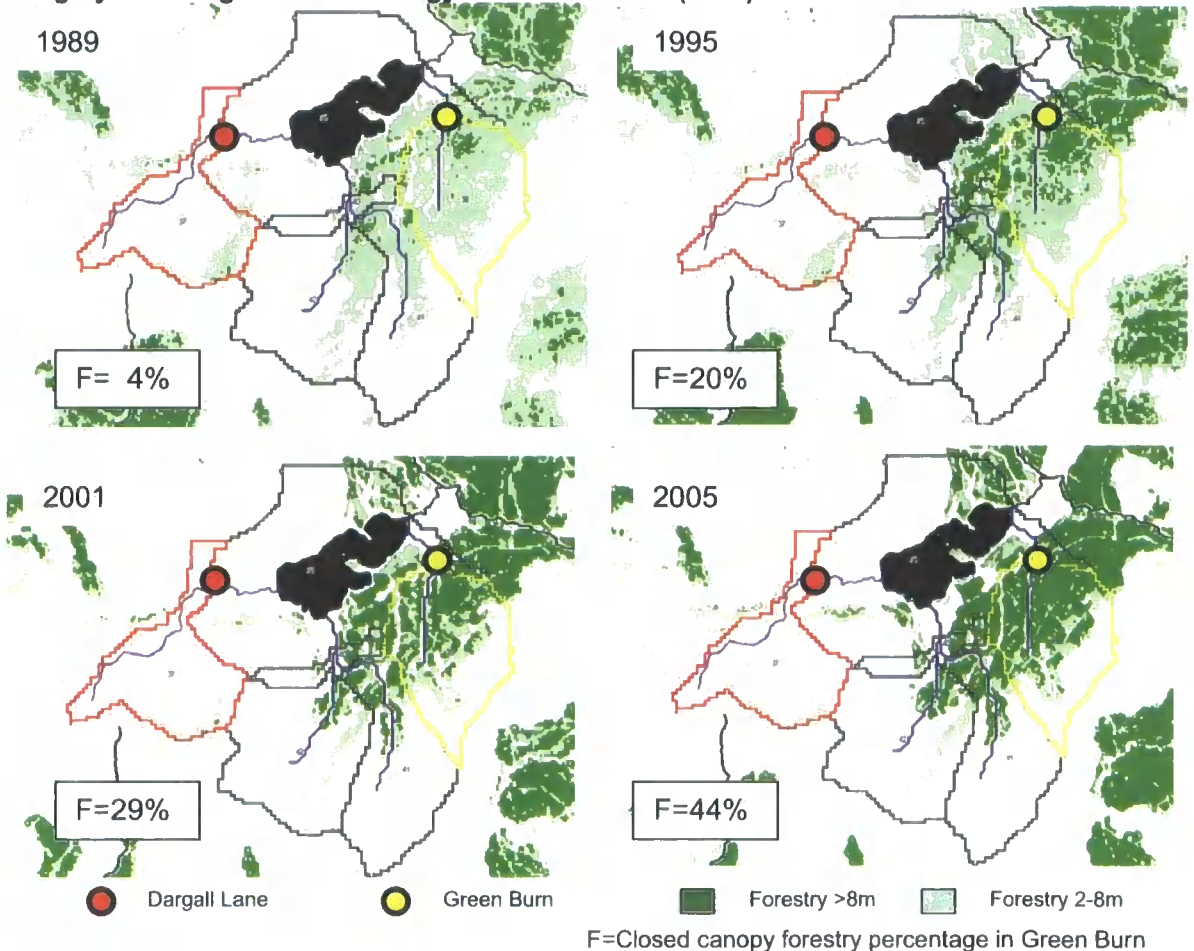 1989
1995
F= 4%
F=20%
2001
2005
F=29%
F=44%
Dargall Lane
Green Burn
Forestry >8m
Forestry 2-8m
F=Closed canopy forestry percentage in Green Burn